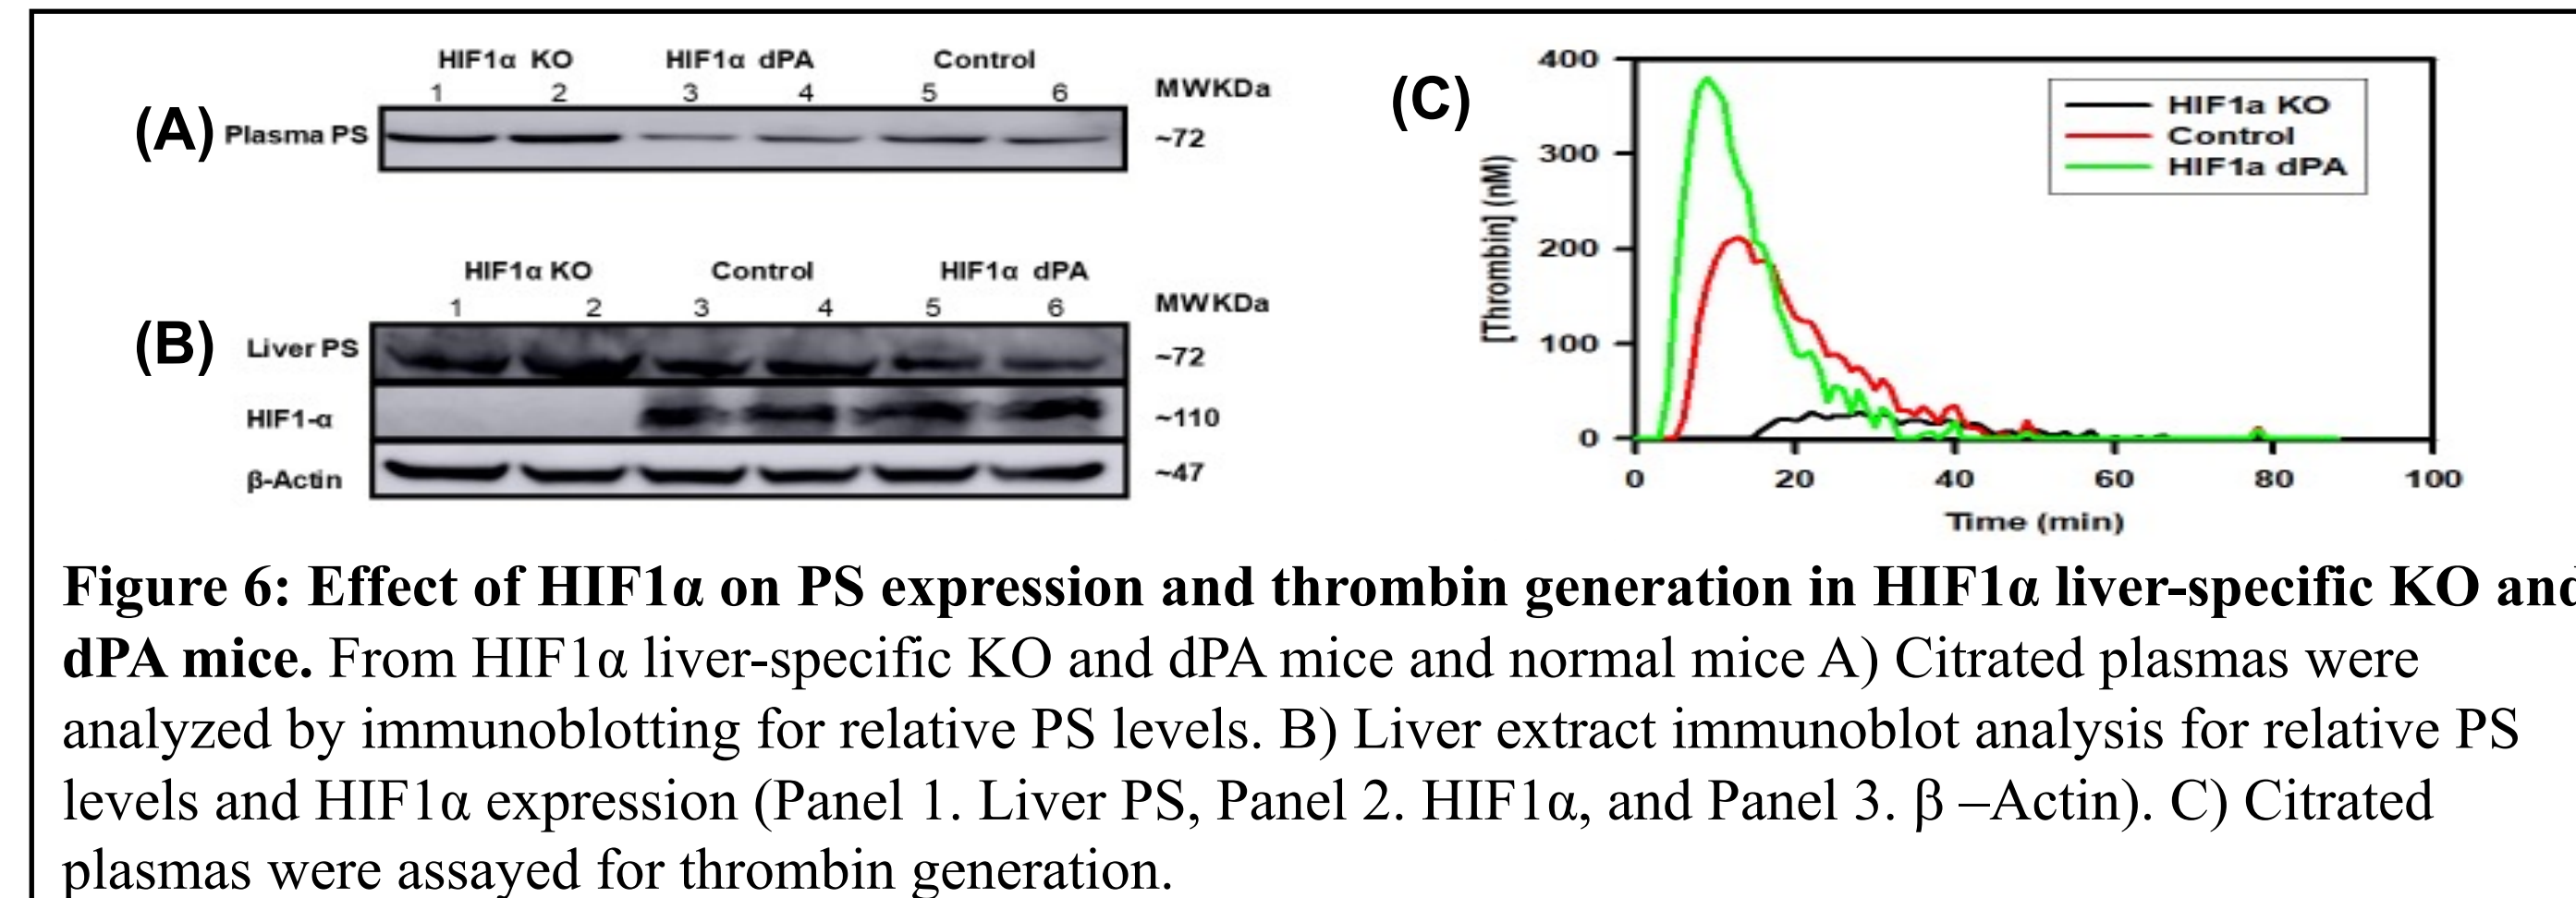 HIF1α KO HIF1α dPA Control
1 2 3 4 5 6 MWKDa
(A) Plasma PS ~72
HIF1α KO Control HIF1α dPA
1 2 3 4 5 6 MWKDa
(B) Liver PS ~72
HIF1-α ~110
β-Actin ~47
(C)
400
300
200
100
0
[Thrombin] (nM)
HIF1a KO
Control
HIF1a dPA
0 20 40 60 80 100
Time (min)
Figure 6: Effect of HIF1α on PS expression and thrombin generation in HIF1α liver-specific KO and
dPA mice. From HIF1α liver-specific KO and dPA mice and normal mice A) Citrated plasmas were
analyzed by immunoblotting for relative PS levels. B) Liver extract immunoblot analysis for relative PS
levels and HIF1α expression (Panel 1. Liver PS, Panel 2. HIF1α, and Panel 3. β –Actin). C) Citrated
plasmas were assayed for thrombin generation.